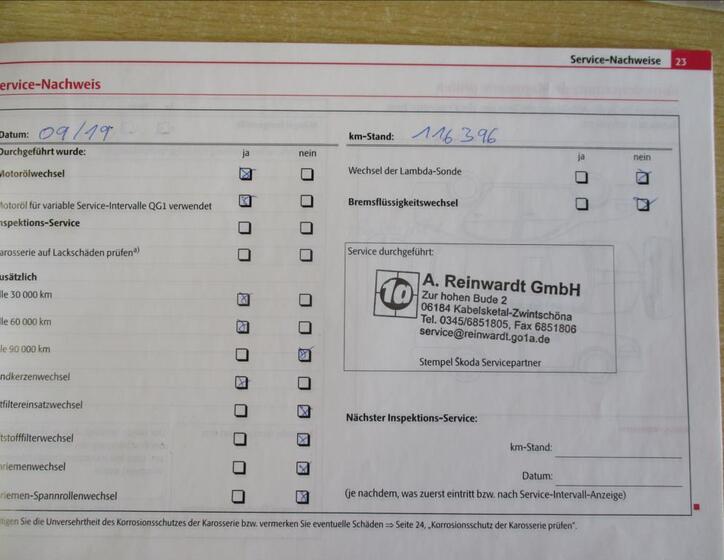 Service-Nachweise 23
ervice-Nachweis
Datum: 09/19
km-Stand: 116396
Durchgeführt wurde: ja nein
ja nein
Motorölwechsel
Wechsel der Lambda-Sonde
Motoröl für variable Service-Intervalle QG1 verwendet
Bremsflüssigkeitswechsel
nspektions-Service
arosserie auf Lackschäden prüfen a)
Service durchgeführt:
usätzlich
10 A. Reinwardt GmbH
Zur hohen Bude 2
06184 Kabelsketal-Zwintschöna
Tel. 0345/6851805, Fax 6851806
service@reinwardt.go1a.de
Stempel Škoda Servicepartner
lle 30 000 km
lle 60 000 km
le 90 000 km
ndkerzenwechsel
tfiltereinsatzwechsel
tstofffilterwechsel
riemenwechsel
riemen-Spannrollenwechsel
Nächster Inspektions-Service:
km-Stand:
Datum:
(je nachdem, was zuerst eintritt bzw. nach Service-Intervall-Anzeige)
igen Sie die Unversehrtheit des Korrosionsschutzes der Karosserie bzw. vermerken Sie eventuelle Schäden ⇒ Seite 24, „Korrosionsschutz der Karosserie prüfen“.